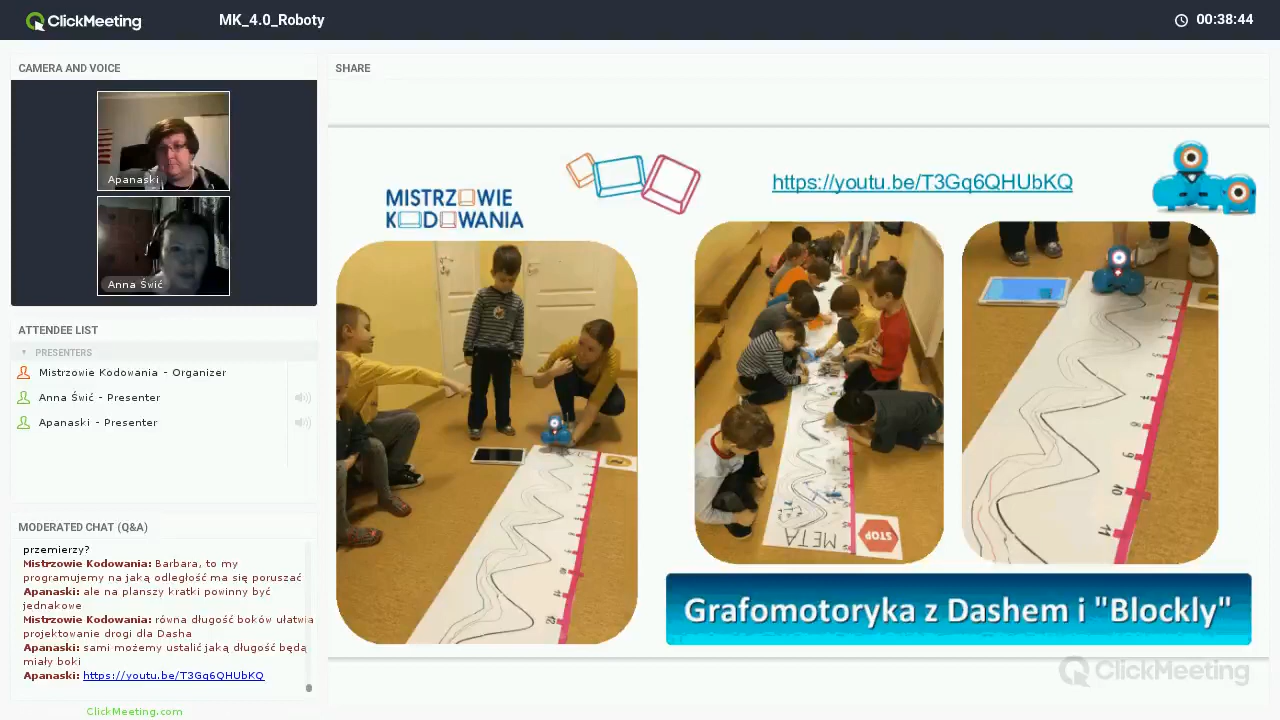 ClickMeeting
MK_4.0_Roboty
00:38:44
CAMERA AND VOICE
Apanaski
Anna Świć
ATTENDEE LIST
PRESENTERS
Mistrzowie Kodowania - Organizer
Anna Świć - Presenter
Apanaski - Presenter
MODERATED CHAT (Q&A)
przemierzy?
Mistrzowie Kodowania: Barbara, to my
programujemy na jaką odległość ma się poruszać
Apanaski: ale na planszy kratki powinny być
jednakowe
Mistrzowie Kodowania: równa długość boków ułatwia
projektowanie drogi dla Dasha
Apanaski: sami możemy ustalić jaką długość będą
miały boki
Apanaski: https://youtu.be/T3Gq6QHUbKQ
ClickMeeting.com
SHARE
MISTRZOWIE
KODOWANIA
https://youtu.be/T3Gq6QHUbKQ
META
STOP
9
10
11
Grafomotoryka z Dashem i "Blockly"
ClickMeeting